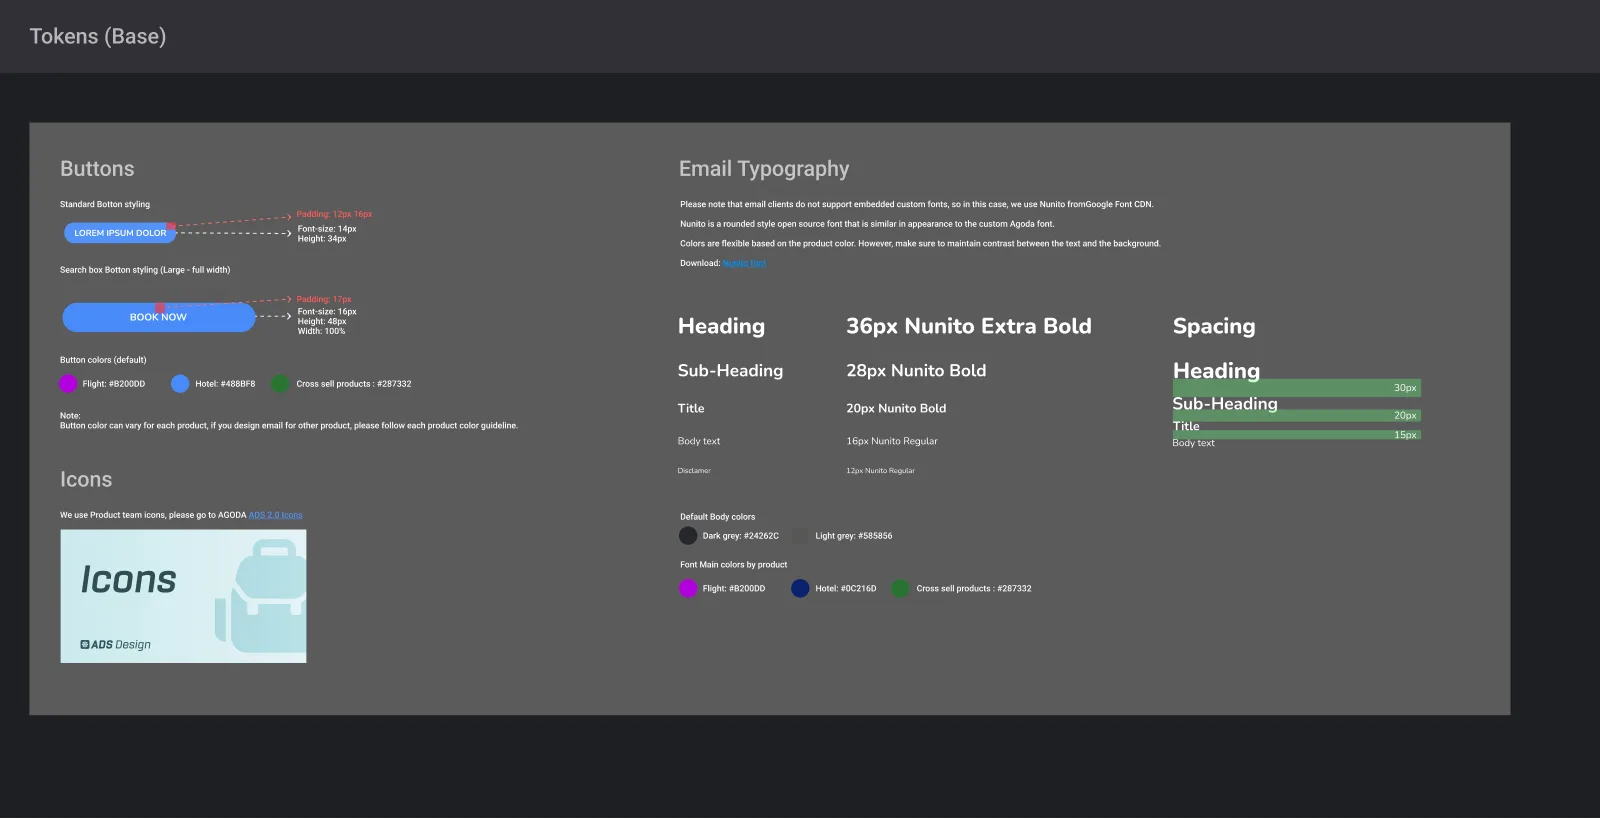 Tokens (Base)
Buttons
Standard Botton styling
Padding: 12px 16px
LOREM IPSUM DOLOR
Font-size: 14px
Height: 34px
Search box Botton styling (Large - full width)
Padding: 17px
BOOK NOW
Font-size: 16px
Height: 48px
Width: 100%
Button colors (default)
Flight: #B200DD
Hotel: #488BF8
Cross sell products : #287332
Note:
Button color can vary for each product, if you design email for other product, please follow each product color guideline.
Icons
We use Product team icons, please go to AGODA ADS 2.0 Icons
Icons
ADS Design
Email Typography
Please note that email clients do not support embedded custom fonts, so in this case, we use Nunito fromGoogle Font CDN.
Nunito is a rounded style open source font that is similar in appearance to the custom Agoda font.
Colors are flexible based on the product color. However, make sure to maintain contrast between the text and the background.
Download: Nunito font
Heading
36px Nunito Extra Bold
Sub-Heading
28px Nunito Bold
Title
20px Nunito Bold
Body text
16px Nunito Regular
Disclamer
12px Nunito Regular
Spacing
Heading
30px
Sub-Heading
20px
Title
15px
Body text
Default Body colors
Dark grey: #24262C
Light grey: #585856
Font Main colors by product
Flight: #B200DD
Hotel: #0C216D
Cross sell products : #287332